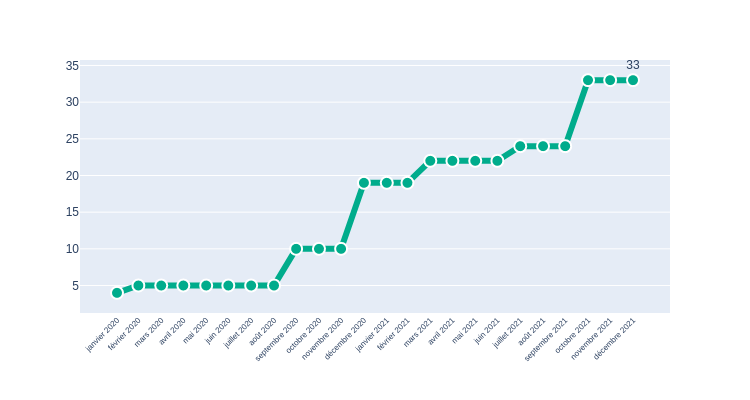 33
35
30
25
20
15
10
5
janvier 2020
février 2020
mars 2020
avril 2020
mai 2020
juin 2020
juillet 2020
août 2020
septembre 2020
octobre 2020
novembre 2020
décembre 2020
janvier 2021
février 2021
mars 2021
avril 2021
mai 2021
juin 2021
juillet 2021
août 2021
septembre 2021
octobre 2021
novembre 2021
décembre 2021